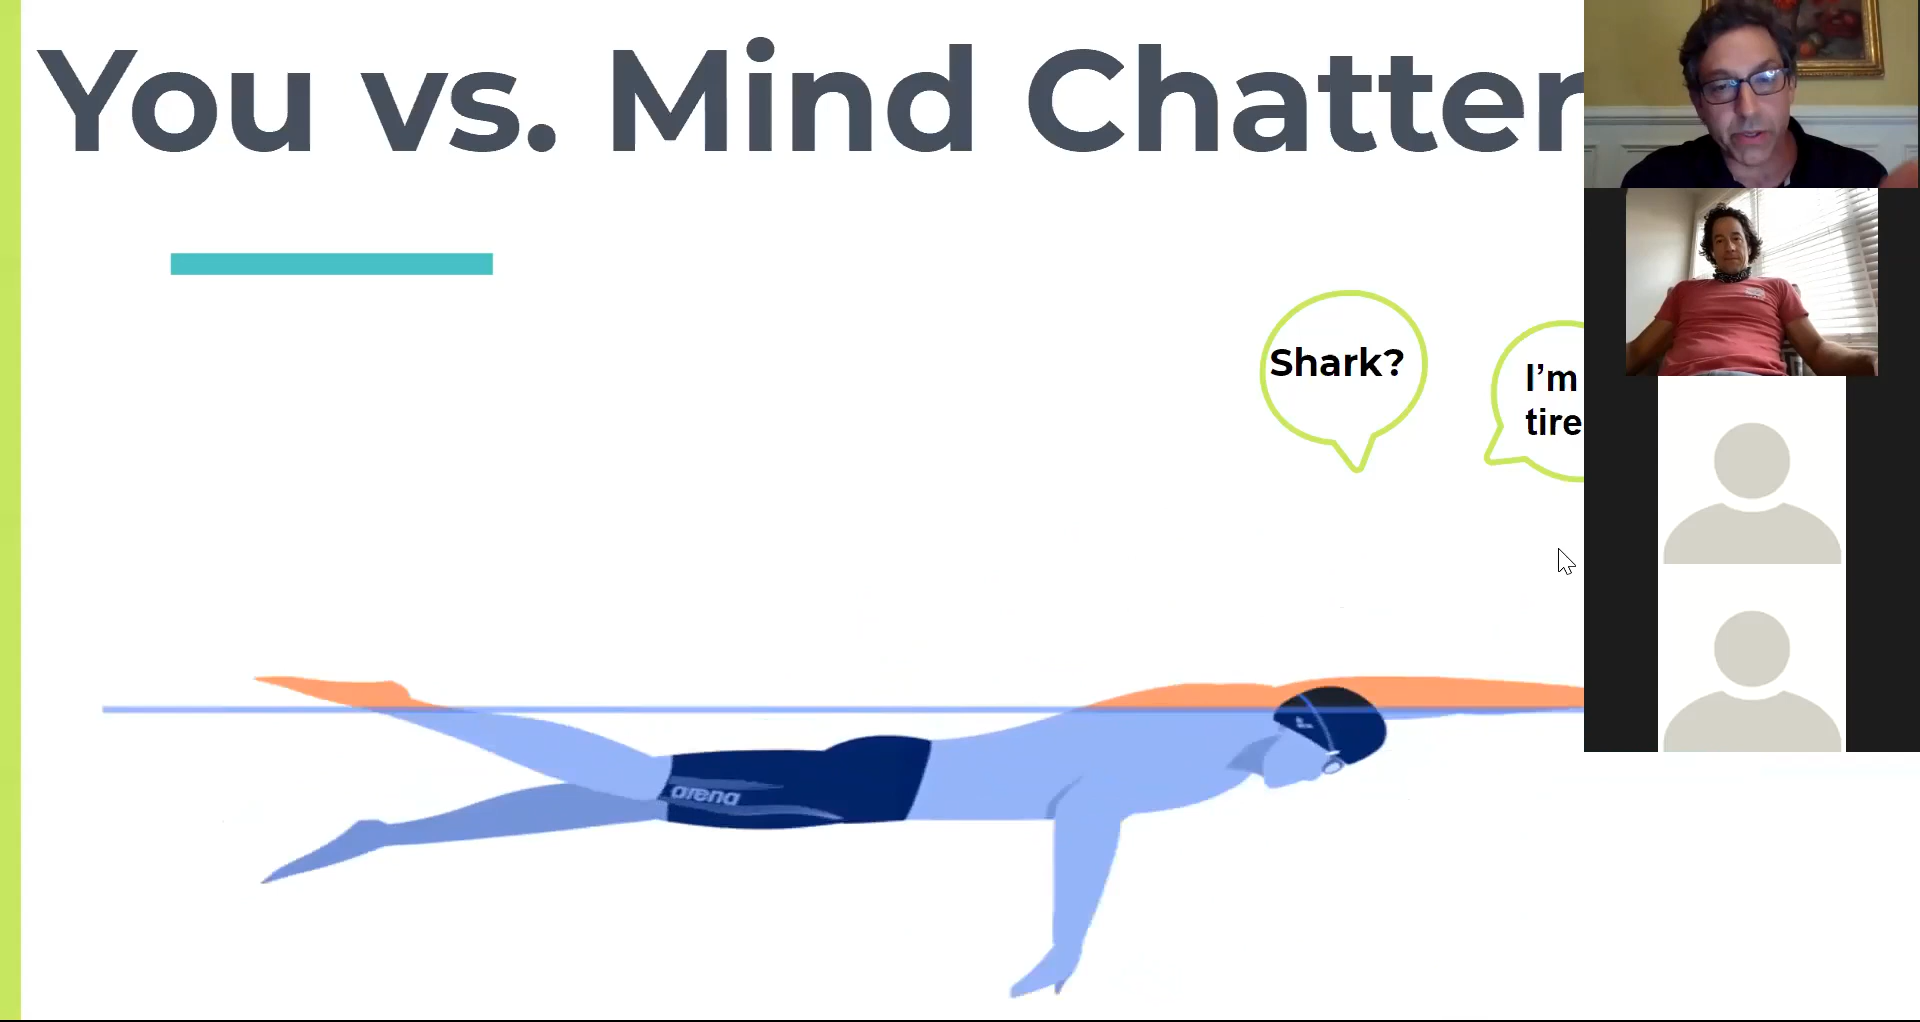 You vs. Mind Chatter
Shark?
I’m
tire
arena